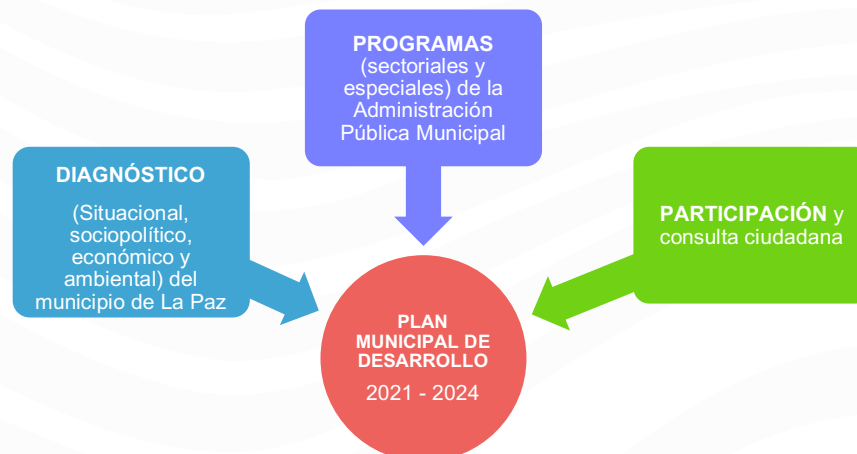 PROGRAMAS
(sectoriales y
especiales) de la
Administración
Pública Municipal
DIAGNÓSTICO
(Situacional,
sociopolítico,
económico y
ambiental) del
municipio de La Paz
PARTICIPACIÓN y
consulta ciudadana
PLAN
MUNICIPAL DE
DESARROLLO
2021 - 2024